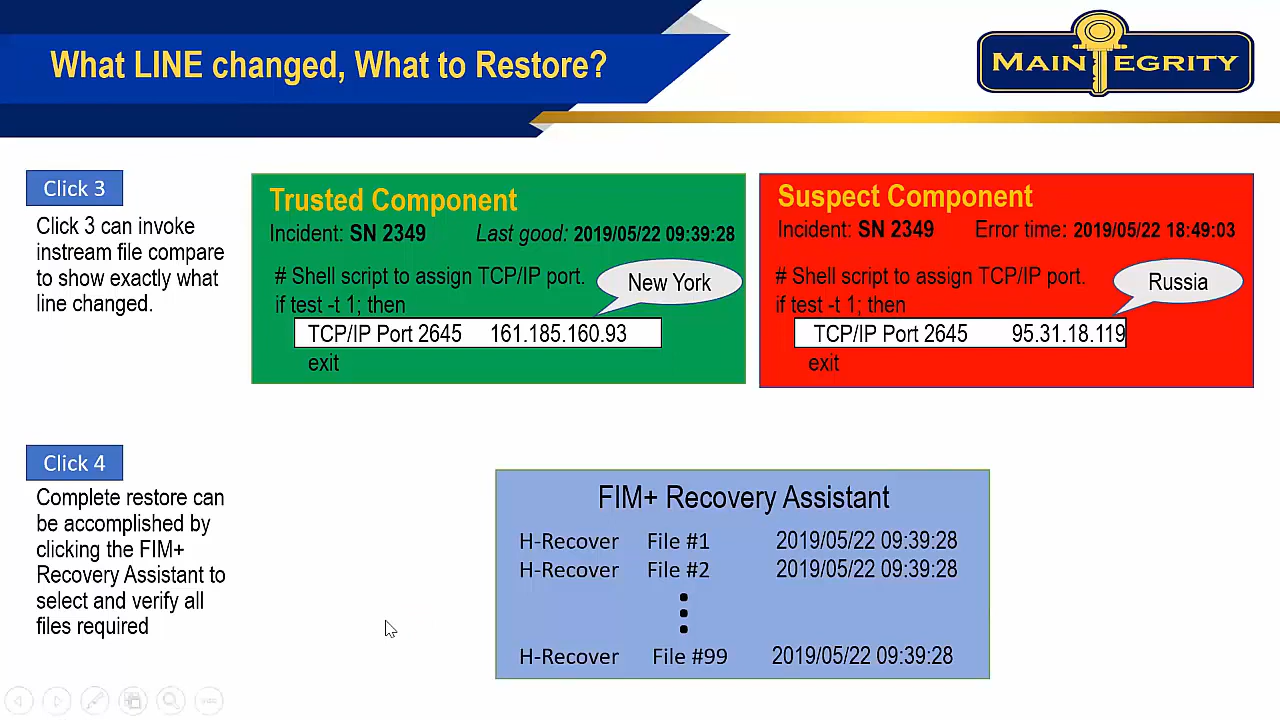 What LINE changed, What to Restore?
MAIN EGRITY
Click 3
Click 3 can invoke
instream file compare
to show exactly what
line changed.
Trusted Component
Incident: SN 2349 Last good: 2019/05/22 09:39:28
# Shell script to assign TCP/IP port.
New York
if test -t 1; then
TCP/IP Port 2645 161.185.160.93
exit
Suspect Component
Incident: SN 2349 Error time: 2019/05/22 18:49:03
# Shell script to assign TCP/IP port.
Russia
if test -t 1; then
TCP/IP Port 2645 95.31.18.119
exit
Click 4
Complete restore can
be accomplished by
clicking the FIM+
Recovery Assistant to
select and verify all
files required
FIM+ Recovery Assistant
H-Recover File #1 2019/05/22 09:39:28
H-Recover File #2 2019/05/22 09:39:28
H-Recover File #99 2019/05/22 09:39:28